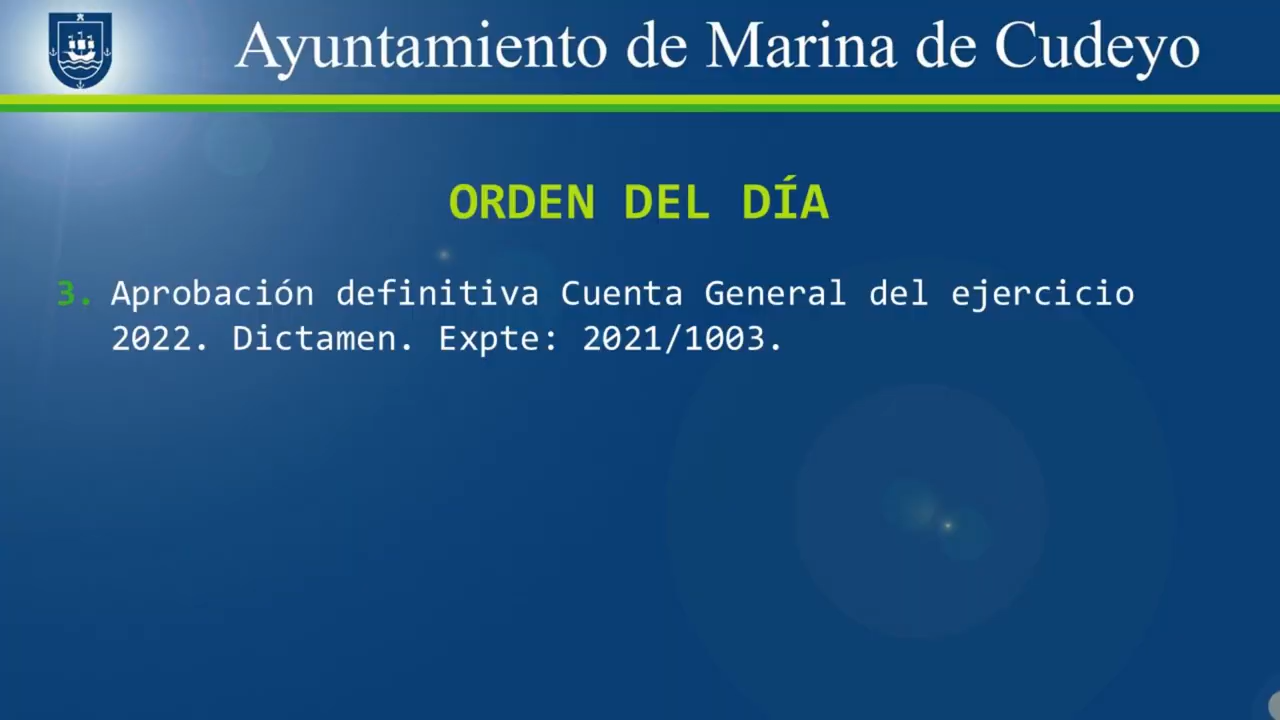 Ayuntamiento de Marina de Cudeyo
ORDEN DEL DÍA
3. Aprobación definitiva Cuenta General del ejercicio
2022. Dictamen. Expte: 2021/1003.